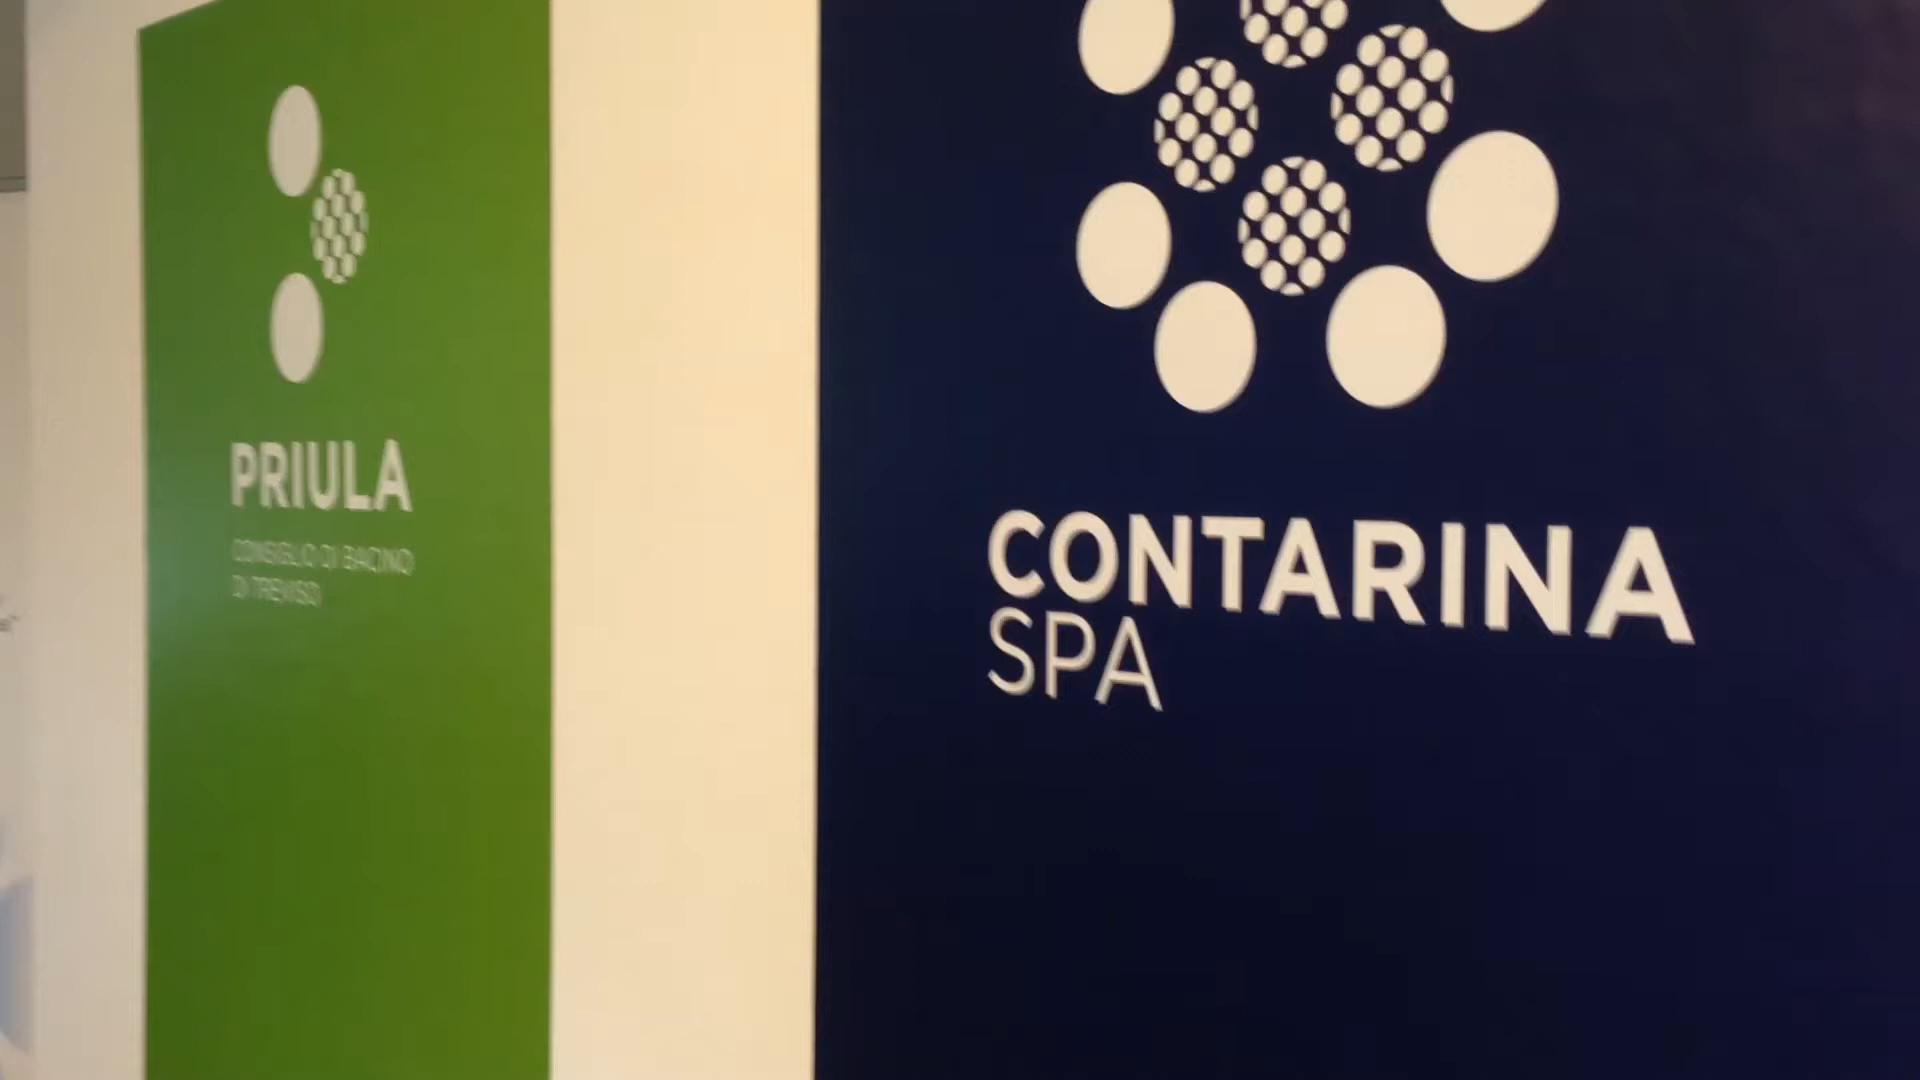 PRIULA
CONSIGLIO DI BACINO
DI TREVISO
CONTARINA
SPA